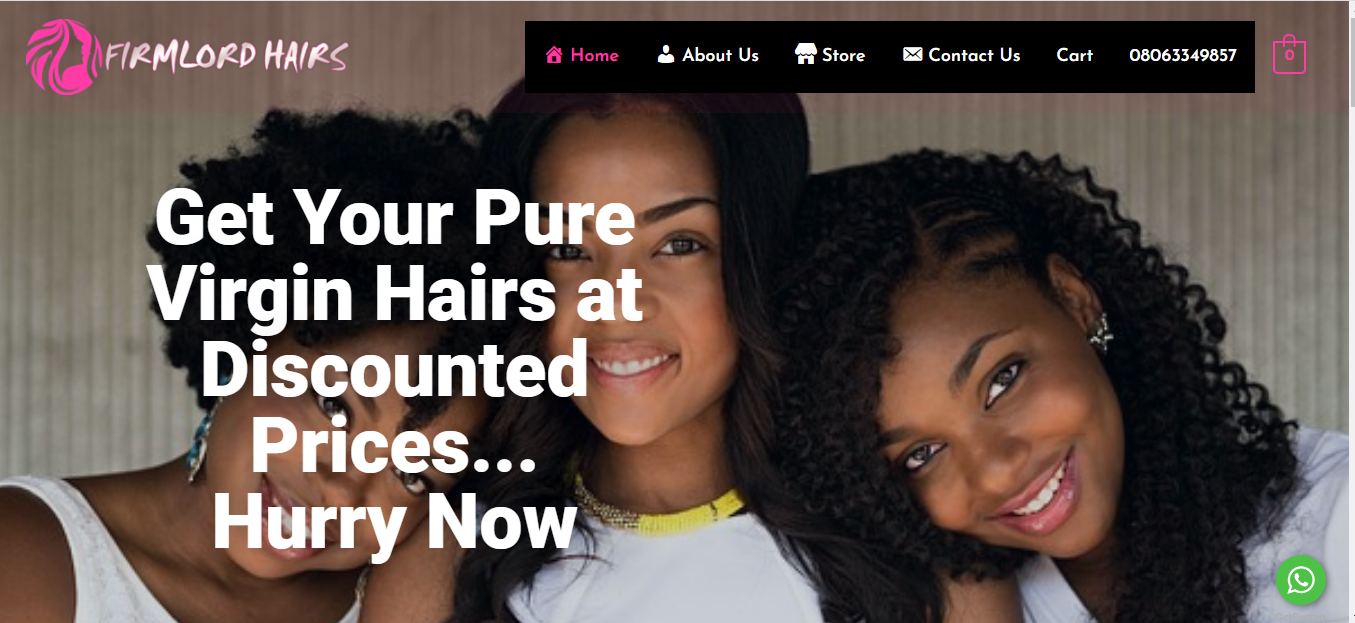 FIRMLORD HAIRS
Home About Us Store Contact Us Cart 08063349857 0
Get Your Pure
Virgin Hairs at
Discounted
Prices...
Hurry Now